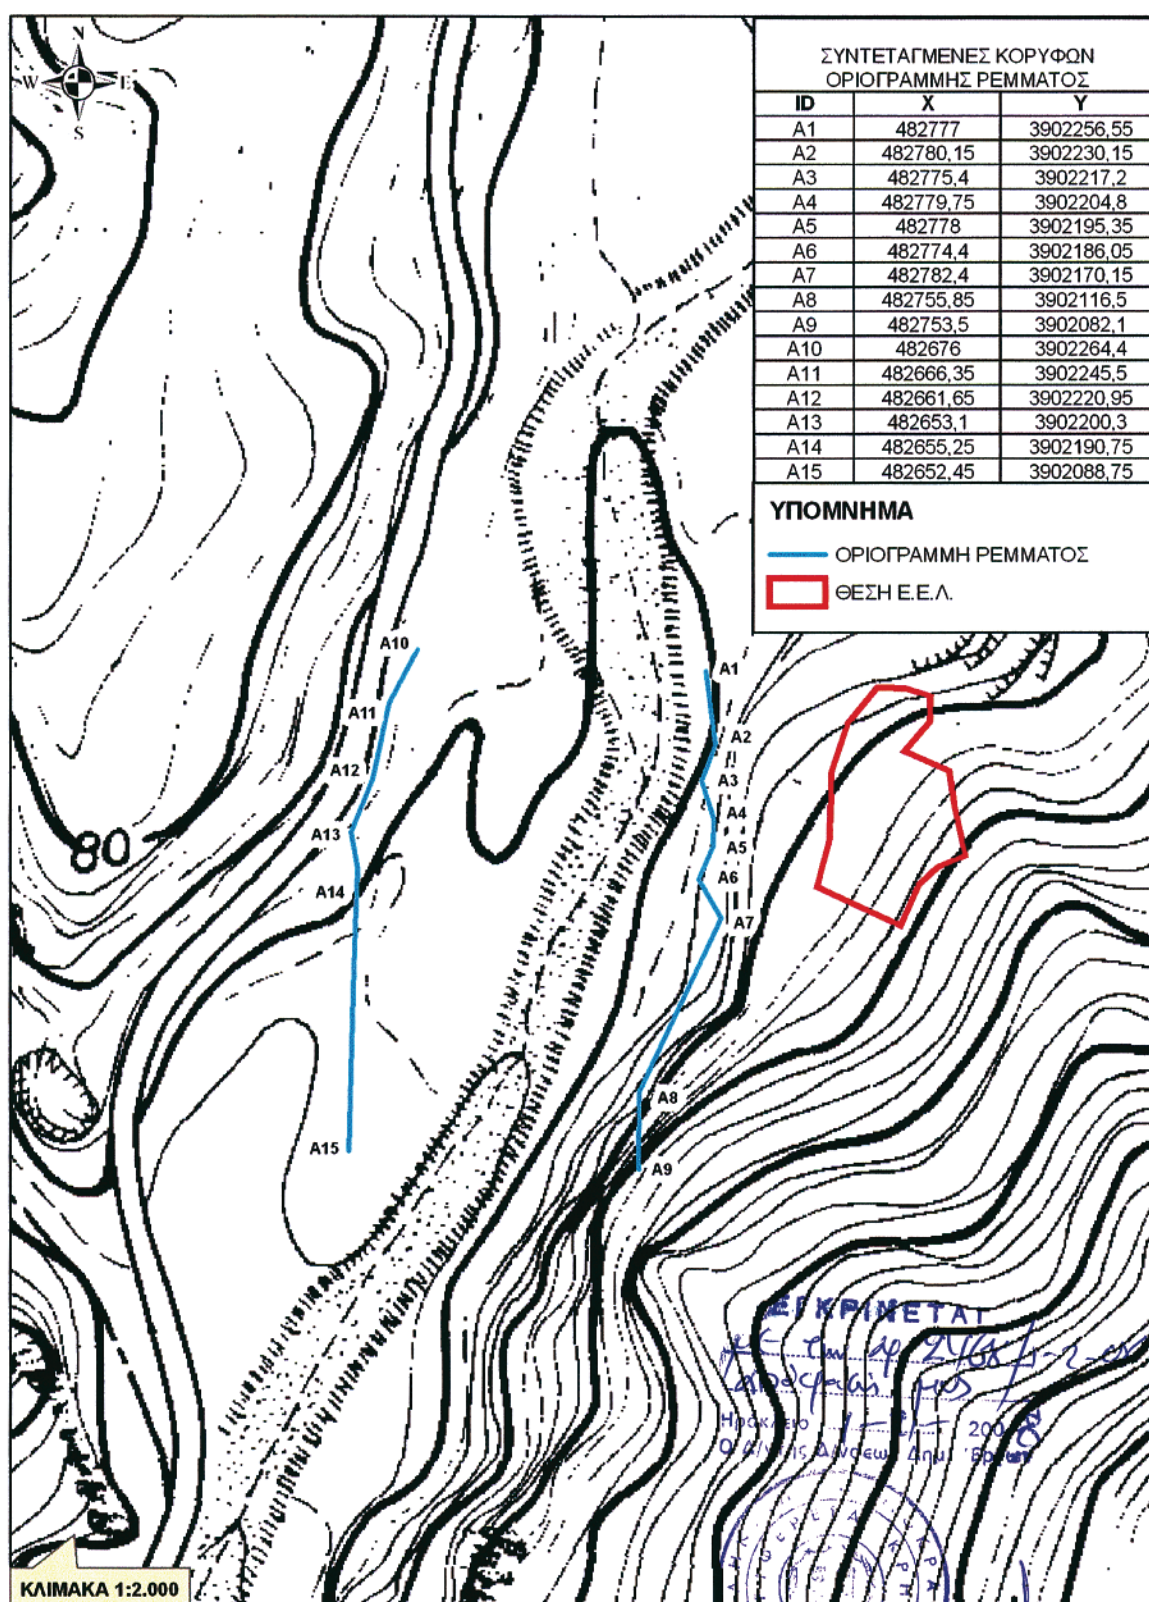 N
W E
S
ΣΥΝΤΕΤΑΓΜΕΝΕΣ ΚΟΡΥΦΩΝ
ΟΡΙΟΓΡΑΜΜΗΣ ΡΕΜΜΑΤΟΣ
ID X Y
A1 482777 3902256,55
A2 482780,15 3902230,15
A3 482775,4 3902217,2
A4 482779,75 3902204,8
A5 482778 3902195,35
A6 482774,4 3902186,05
A7 482782,4 3902170,15
A8 482755,85 3902116,5
A9 482753,5 3902082,1
A10 482676 3902264,4
A11 482666,35 3902245,5
A12 482661,65 3902220,95
A13 482653,1 3902200,3
A14 482655,25 3902190,75
A15 482652,45 3902088,75
ΥΠΟΜΝΗΜΑ
ΟΡΙΟΓΡΑΜΜΗ ΡΕΜΜΑΤΟΣ
ΘΕΣΗ Ε.Ε.Λ.
A10
A1
A11
A2
A12
A3
A4
A13
A5
80
A6
A14
A7
A8
A15
A9
ΕΓΚΡΙΝΕΤΑΙ
Ηράκλειο 200
ΚΛΙΜΑΚΑ 1:2.000